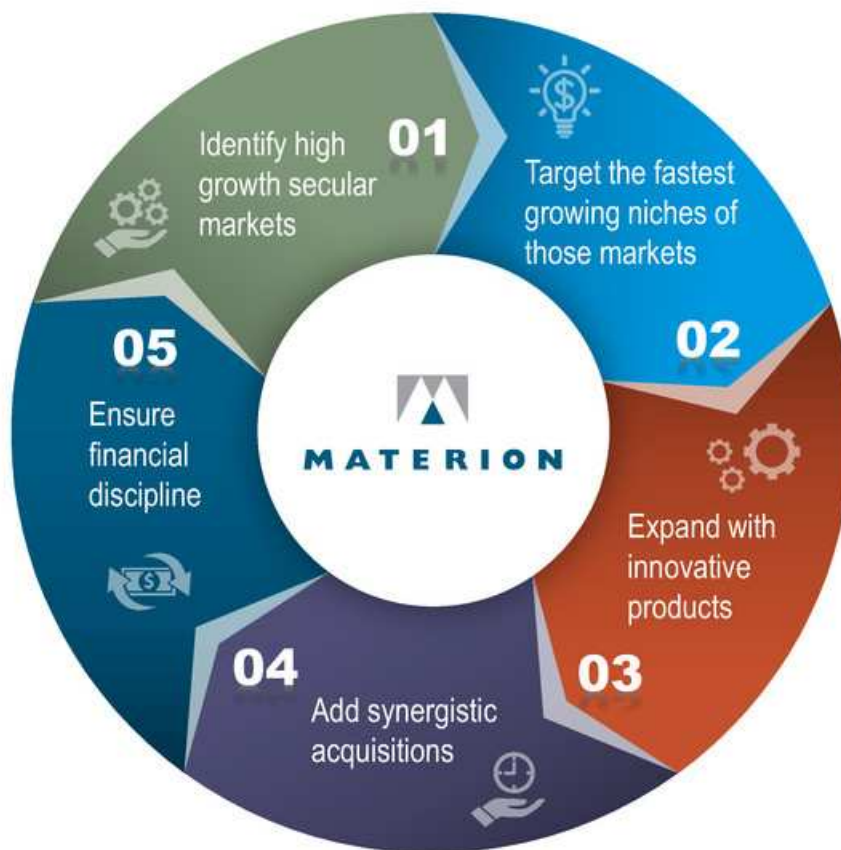 01
Identify high
growth secular
markets
Target the fastest
growing niches of
those markets
02
Expand with
innovative
products
03
04
Add synergistic
acquisitions
05
Ensure
financial
discipline
MATERION